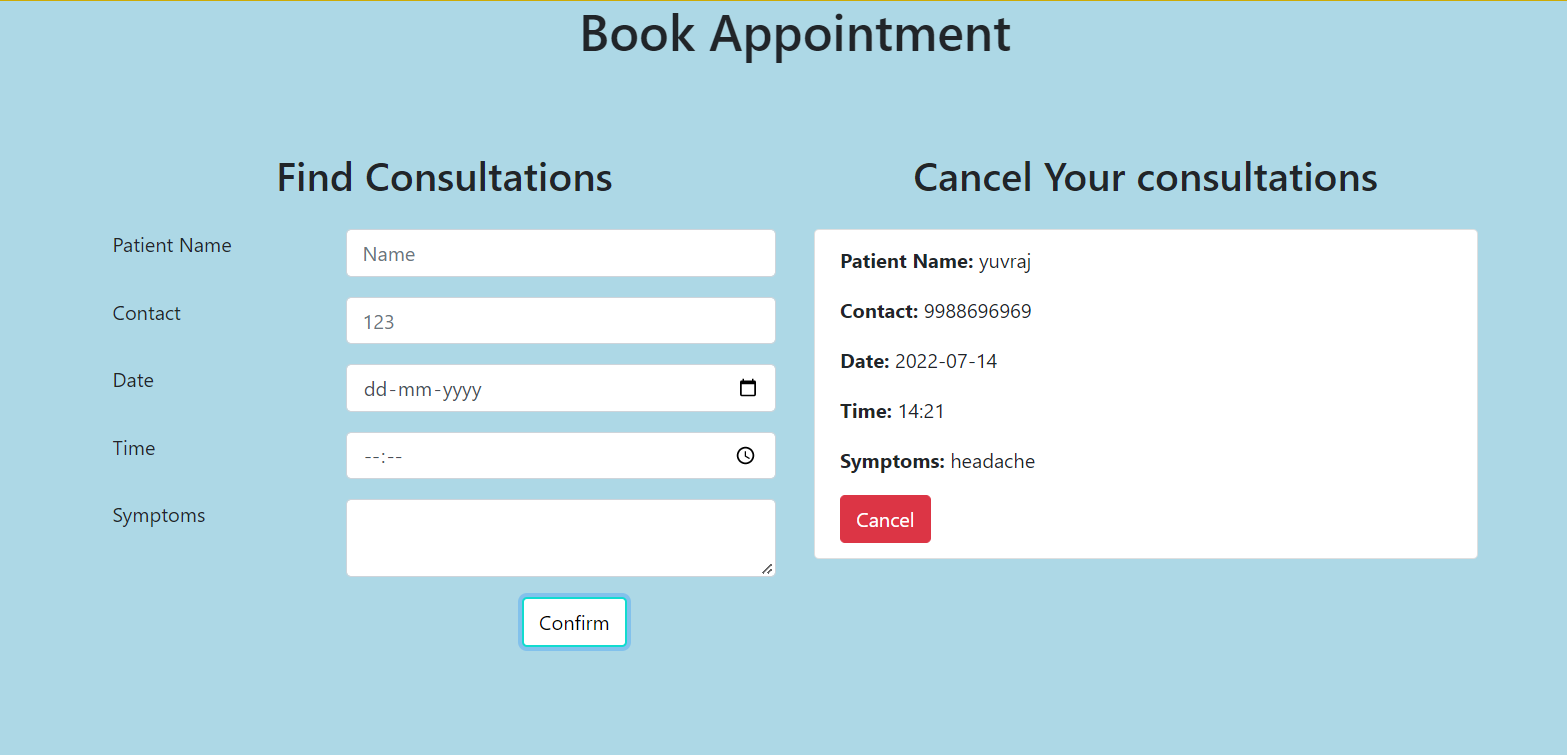 Book Appointment
Find Consultations
Patient Name
Name
Contact
123
Date
dd-mm-yyyy
Time
--:--
Symptoms
Confirm
Cancel Your consultations
Patient Name: yuvraj
Contact: 9988696969
Date: 2022-07-14
Time: 14:21
Symptoms: headache
Cancel